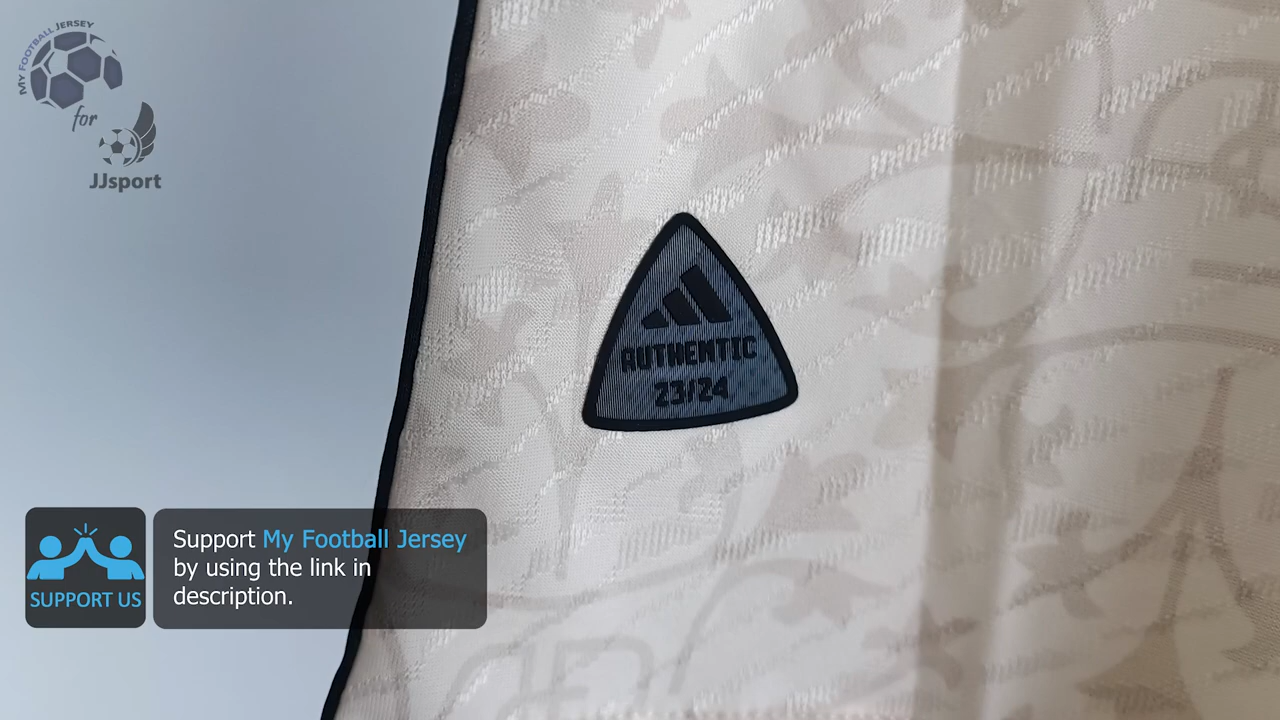 MY FOOTBALL JERSEY
for
JJsport
AUTHENTIC
23/24
SUPPORT US
Support My Football Jersey
by using the link in
description.